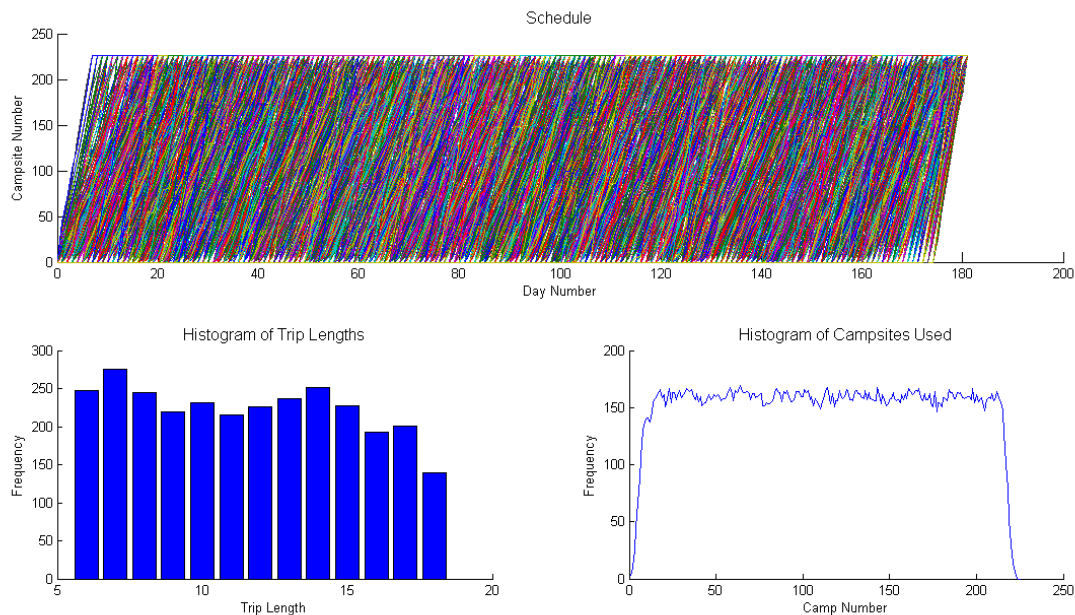 Schedule
250
200
150
100
50
0
Campsite Number
0 20 40 60 80 100 120 140 160 180 200
Day Number
Histogram of Trip Lengths
300
250
200
150
100
50
0
Frequency
5 10 15 20
Trip Length
Histogram of Campsites Used
200
150
100
50
0
Frequency
0 50 100 150 200 250
Camp Number